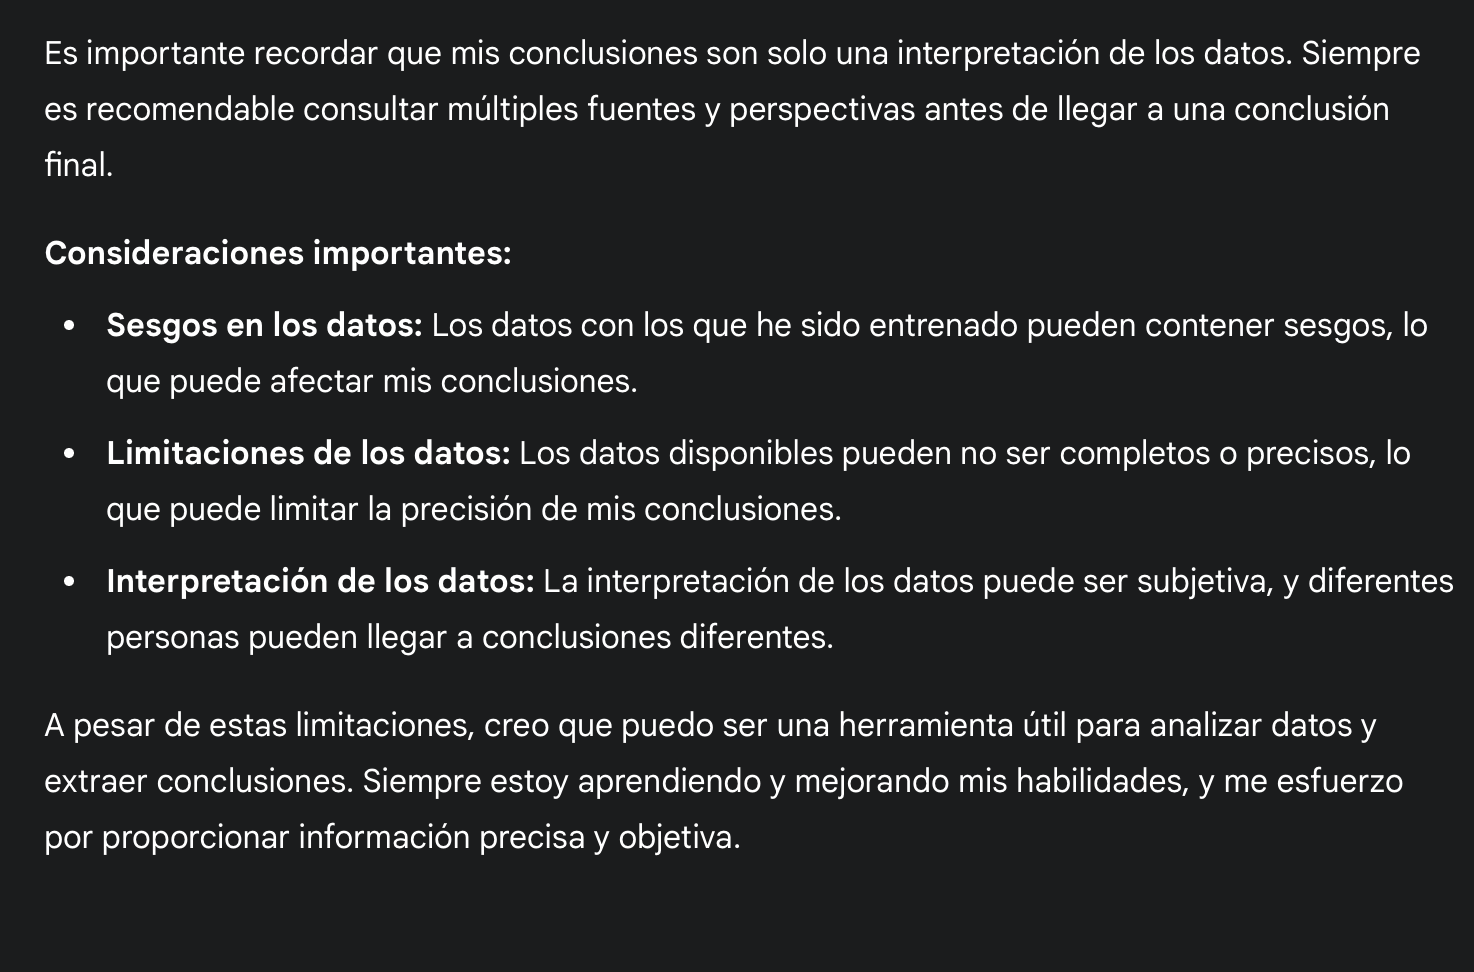 Es importante recordar que mis conclusiones son solo una interpretación de los datos. Siempre
es recomendable consultar múltiples fuentes y perspectivas antes de llegar a una conclusión
final.
Consideraciones importantes:
• Sesgos en los datos: Los datos con los que he sido entrenado pueden contener sesgos, lo
que puede afectar mis conclusiones.
• Limitaciones de los datos: Los datos disponibles pueden no ser completos o precisos, lo
que puede limitar la precisión de mis conclusiones.
• Interpretación de los datos: La interpretación de los datos puede ser subjetiva, y diferentes
personas pueden llegar a conclusiones diferentes.
A pesar de estas limitaciones, creo que puedo ser una herramienta útil para analizar datos y
extraer conclusiones. Siempre estoy aprendiendo y mejorando mis habilidades, y me esfuerzo
por proporcionar información precisa y objetiva.